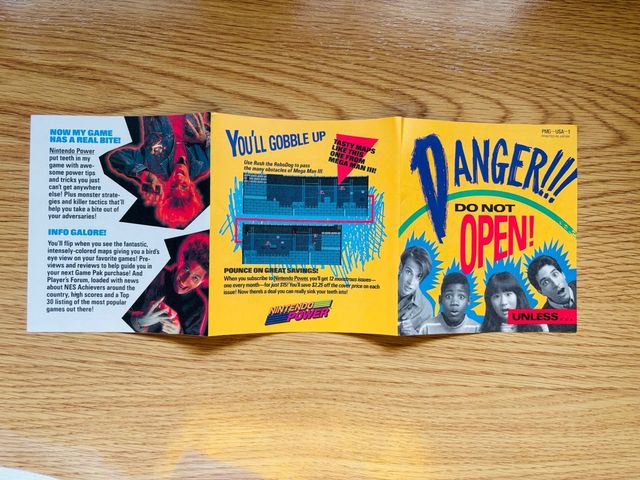 NOW MY GAME
HAS A REAL BITE!
Nintendo Power
put teeth in my
game with awe-
some power tips
and tricks you just
can't get anywhere
else! Plus monster strate-
gies and killer tactics that'll
help you take a bite out of
your adversaries!
INFO GALORE!
You'll flip when you see the fantastic,
intensely-colored maps giving you a bird's
eye view on your favorite games! Pre-
views and reviews to help guide you in
your next Game Pak purchase! And
Player's Forum, loaded with news
about NES Achievers around the
country, high scores and a Top
30 listing of the most popular
games out there!
YOU'LL GOBBLE UP
TASTY MAPS
LIKE THIS
ONE FROM
MEGA MAN III!
Use Rush the RoboDog to pass
the many obstacles of Mega Man III!
POUNCE ON GREAT SAVINGS!
When you subscribe to Nintendo Power, you'll get 12 monstrous issues—
one every month—for just $15! You'll save $2.25 off the cover price on each
issue! Now there's a deal you can really sink your teeth into!
NINTENDO
POWER
PMG-USA-1
PRINTED IN JAPAN
DANGER!!!
DO NOT
OPEN!
UNLESS...